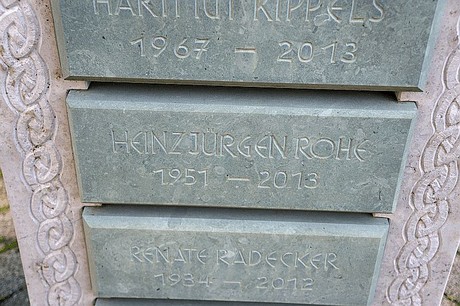 HARTMUT KIPPELS
1967 – 2013
HEINZ JÜRGEN ROHE
1951 – 2013
RENATE RADECKER
1934 – 2012